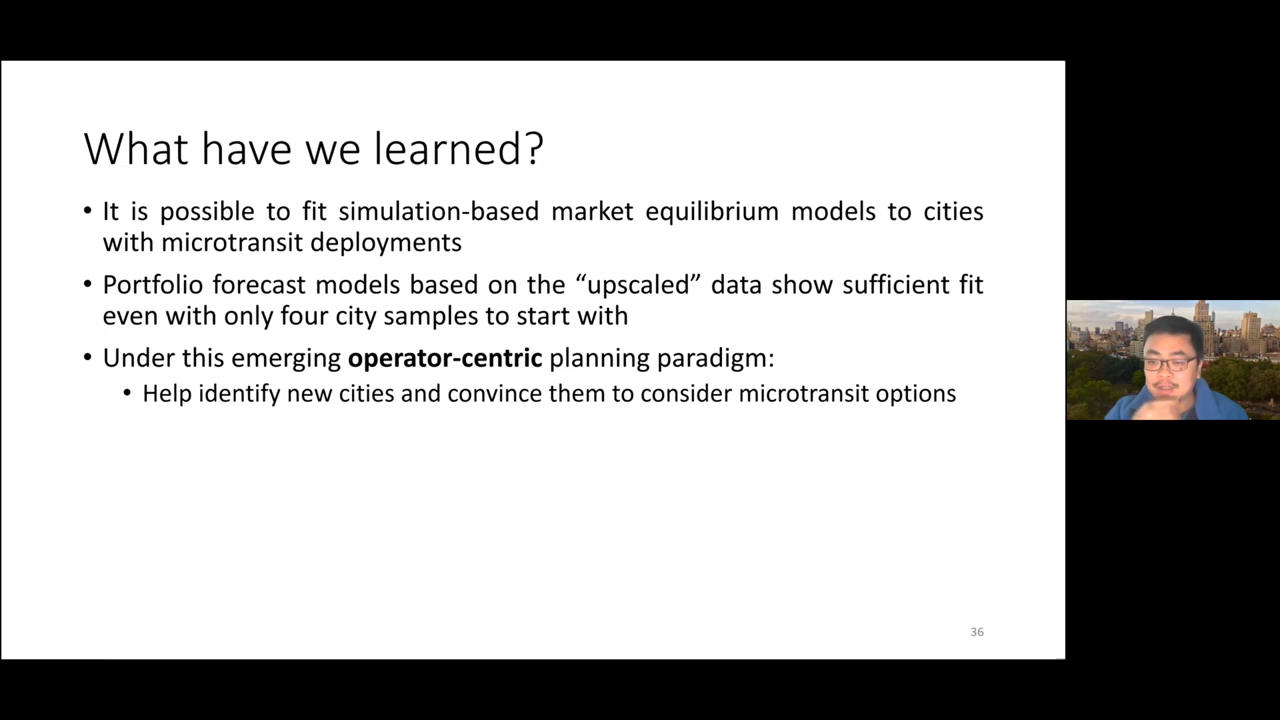 What have we learned?
• It is possible to fit simulation-based market equilibrium models to cities
with microtransit deployments
• Portfolio forecast models based on the “upscaled” data show sufficient fit
even with only four city samples to start with
• Under this emerging operator-centric planning paradigm:
• Help identify new cities and convince them to consider microtransit options
36